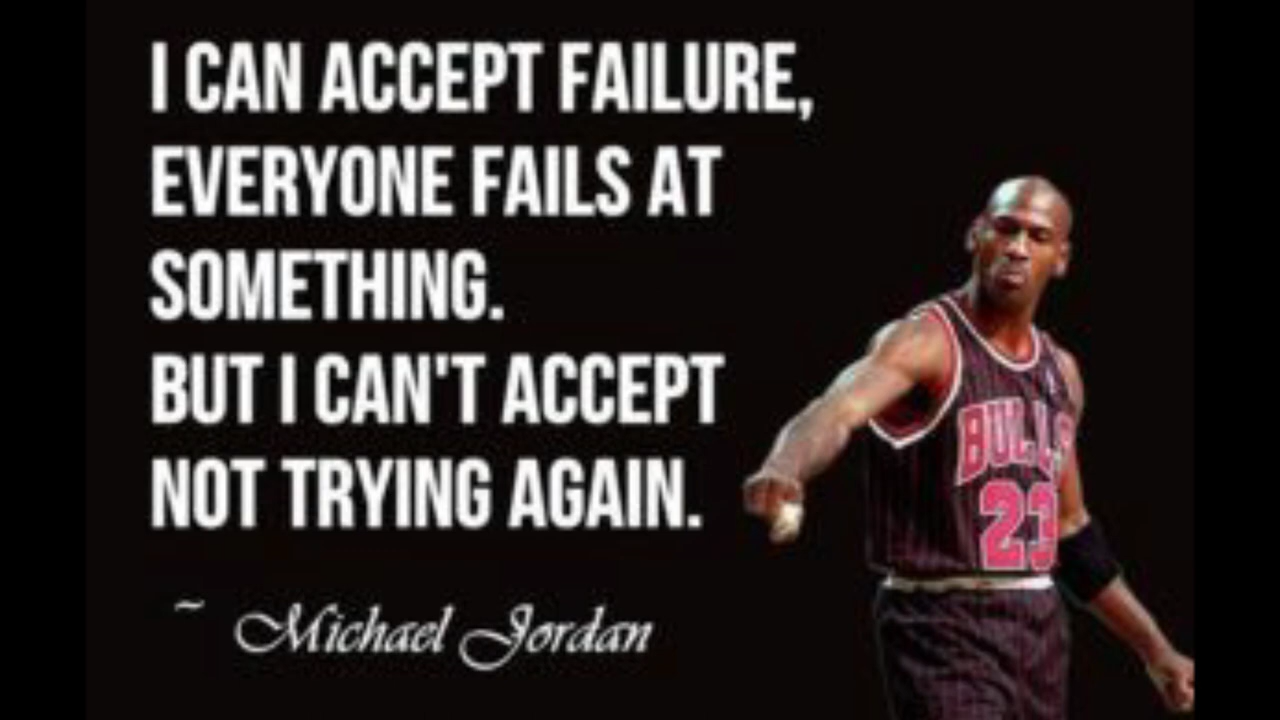 I CAN ACCEPT FAILURE,
EVERYONE FAILS AT
SOMETHING.
BUT I CAN'T ACCEPT
NOT TRYING AGAIN.
~ Michael Jordan
BULLS
23